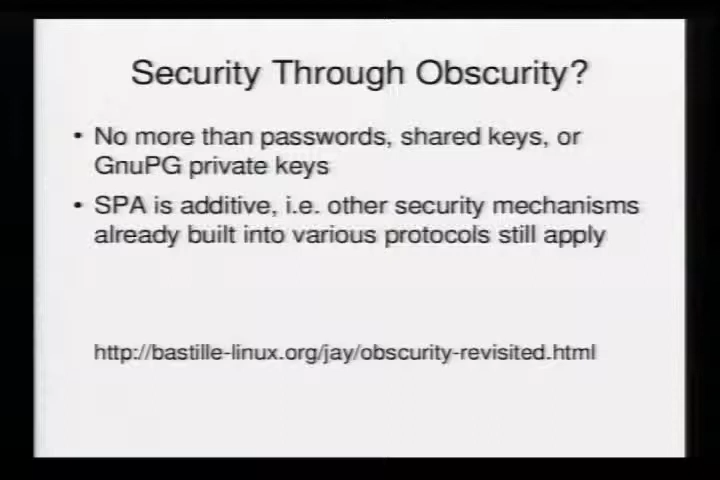 Security Through Obscurity?
• No more than passwords, shared keys, or
GnuPG private keys
• SPA is additive, i.e. other security mechanisms
already built into various protocols still apply
http://bastille-linux.org/jay/obscurity-revisited.html